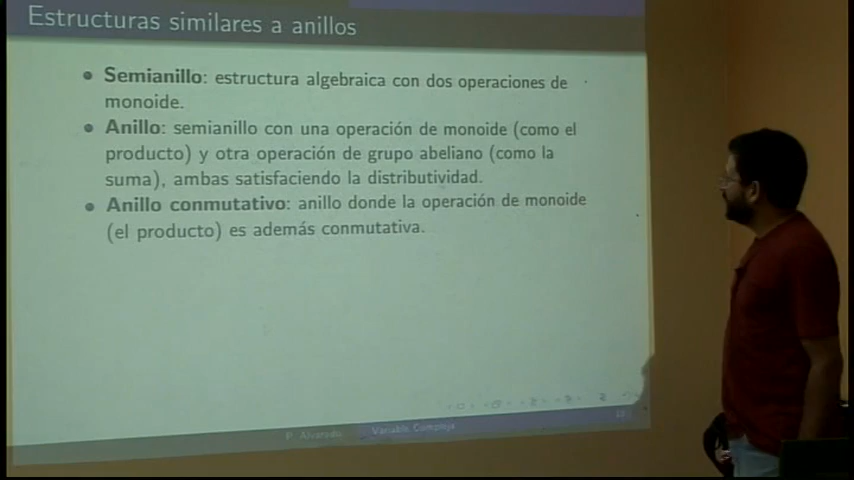 Estructuras similares a anillos
• Semianillo: estructura algebraica con dos operaciones de
monoide.
• Anillo: semianillo con una operación de monoide (como el
producto) y otra operación de grupo abeliano (como la
suma), ambas satisfaciendo la distributividad.
• Anillo conmutativo: anillo donde la operación de monoide
(el producto) es además conmutativa.
P. Alvarado Variable Compleja